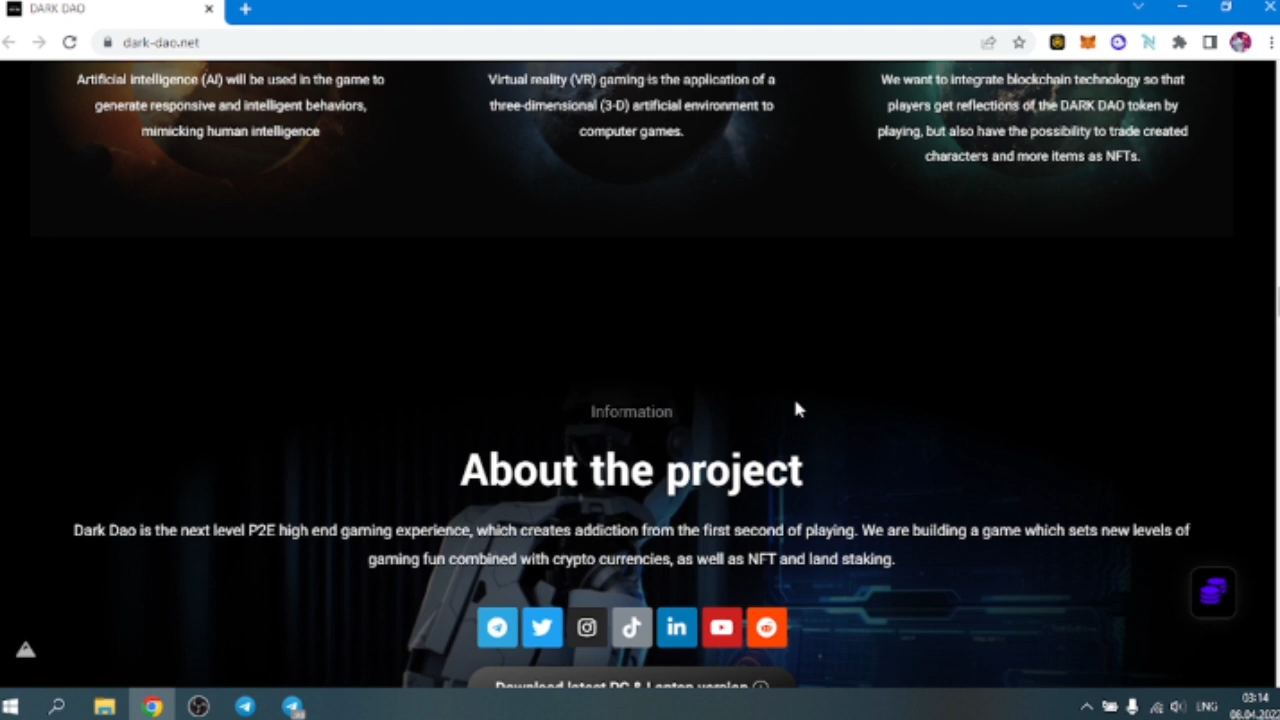 DARK DAO
dark-dao.net
Artificial intelligence (AI) will be used in the game to
generate responsive and intelligent behaviors,
mimicking human intelligence
Virtual reality (VR) gaming is the application of a
three-dimensional (3-D) artificial environment to
computer games.
We want to integrate blockchain technology so that
players get reflections of the DARK DAO token by
playing, but also have the possibility to trade created
characters and more items as NFTs.
Information
About the project
Dark Dao is the next level P2E high end gaming experience, which creates addiction from the first second of playing. We are building a game which sets new levels of
gaming fun combined with crypto currencies, as well as NFT and land staking.
Download latest PC & Laptop version
ENG
03:14